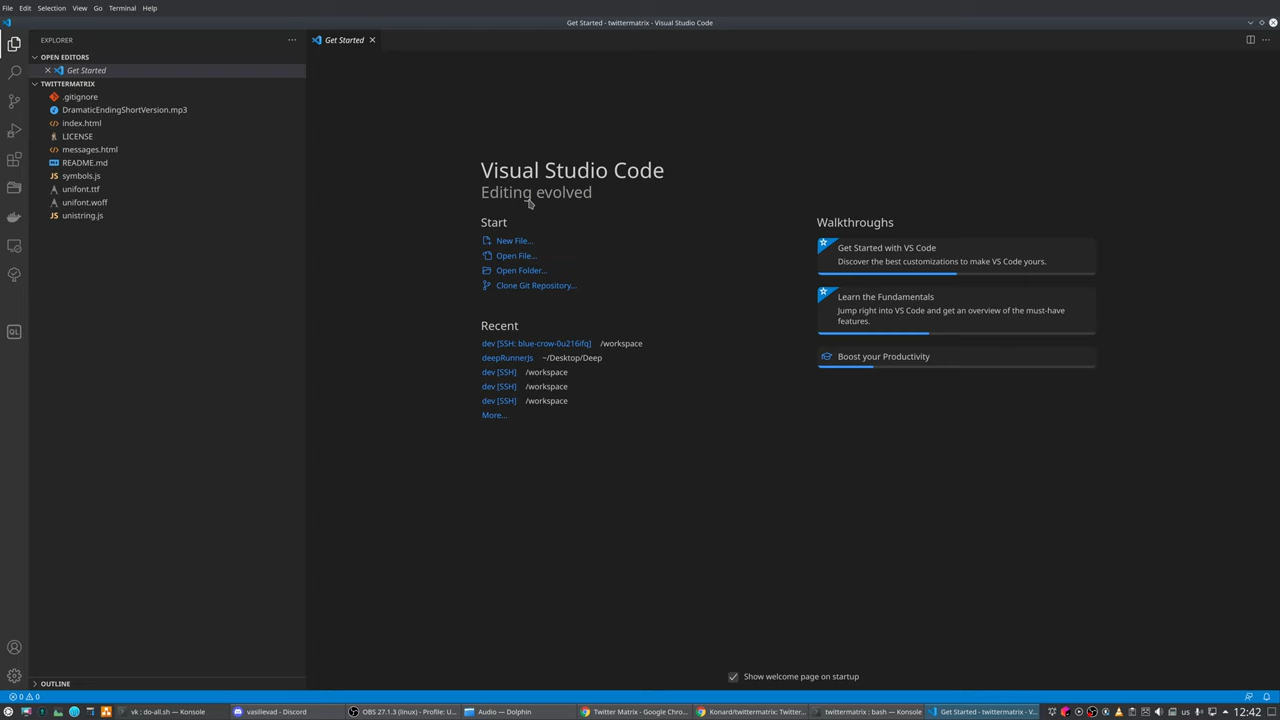 File Edit Selection View Go Terminal Help
Get Started - twittermatrix - Visual Studio Code
EXPLORER
Get Started
OPEN EDITORS
Get Started
TWITTERMATRIX
.gitignore
DramaticEndingShortVersion.mp3
index.html
LICENSE
messages.html
README.md
symbols.js
unifont.ttf
unifont.woff
unistring.js
Visual Studio Code
Editing evolved
Start
New File...
Open File...
Open Folder...
Clone Git Repository...
Recent
dev [SSH: blue-crow-0u216ifq] /workspace
deepRunnerJs ~/Desktop/Deep
dev [SSH] /workspace
dev [SSH] /workspace
dev [SSH] /workspace
More...
Walkthroughs
Get Started with VS Code
Discover the best customizations to make VS Code yours.
Learn the Fundamentals
Jump right into VS Code and get an overview of the must-have
features.
Boost your Productivity
Show welcome page on startup
QL
OUTLINE
0 0
vk : do-all.sh — Konsole
vasilievad - Discord
OBS 27.1.3 (linux) - Profile: U...
Audio — Dolphin
Twitter Matrix - Google Chro...
Konard/twittermatrix: Twitter...
twittermatrix : bash — Konsole
Get Started - twittermatrix - V...
us
12:42